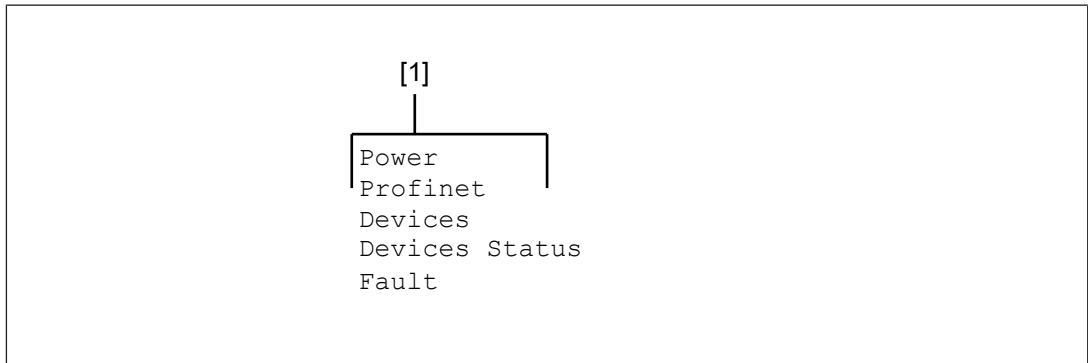 [1]
Power
Profinet
Devices
Devices Status
Fault